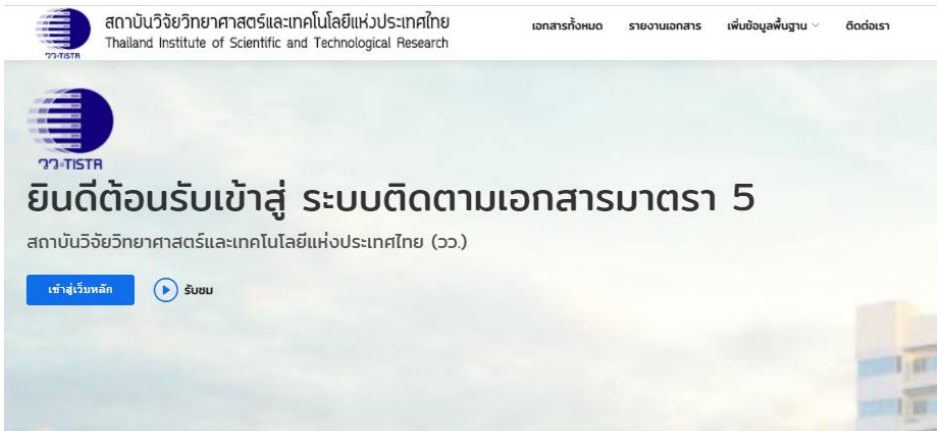 สถาบันวิจัยวิทยาศาสตร์และเทคโนโลยีแห่งประเทศไทย
Thailand Institute of Scientific and Technological Research
วว-TISTR
เอกสารทั้งหมด รายงานเอกสาร เพิ่มข้อมูลพื้นฐาน ติดต่อเรา
วว-TISTR
ยินดีต้อนรับเข้าสู่ ระบบติดตามเอกสารมาตรา 5
สถาบันวิจัยวิทยาศาสตร์และเทคโนโลยีแห่งประเทศไทย (วว.)
เข้าสู่เว็บหลัก รับชม